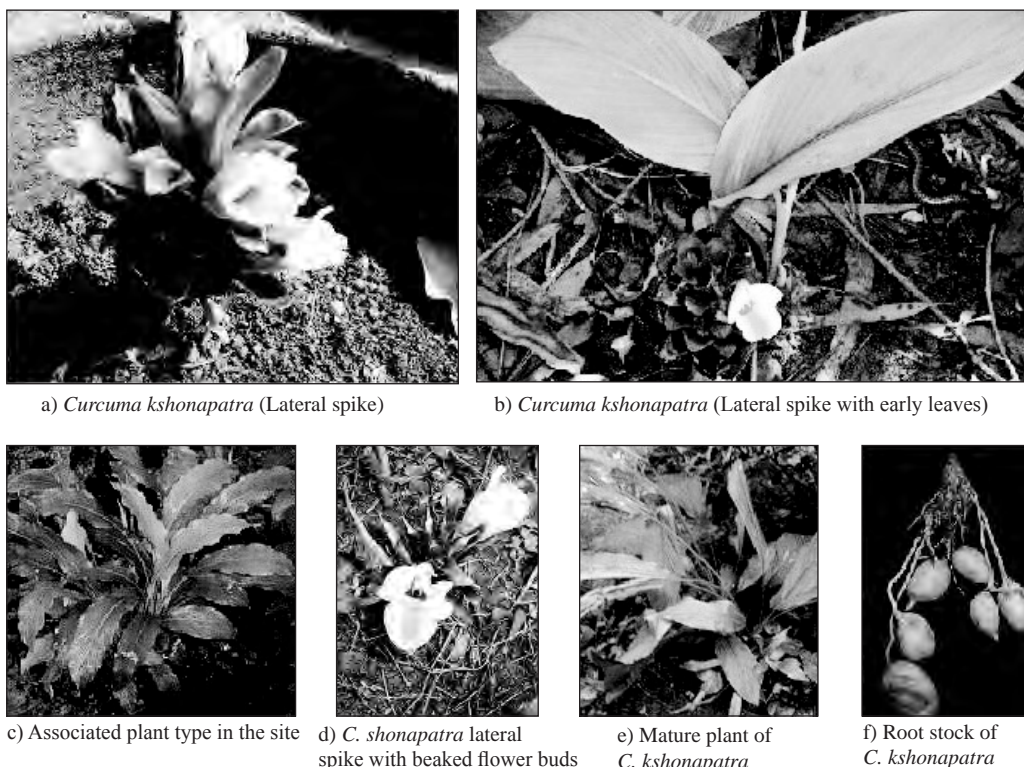 a) Curcuma kshonapatra (Lateral spike)
b) Curcuma kshonapatra (Lateral spike with early leaves)
c) Associated plant type in the site
d) C. shonapatra lateral
spike with beaked flower buds
e) Mature plant of
C. kshonapatra
f) Root stock of
C. kshonapatra